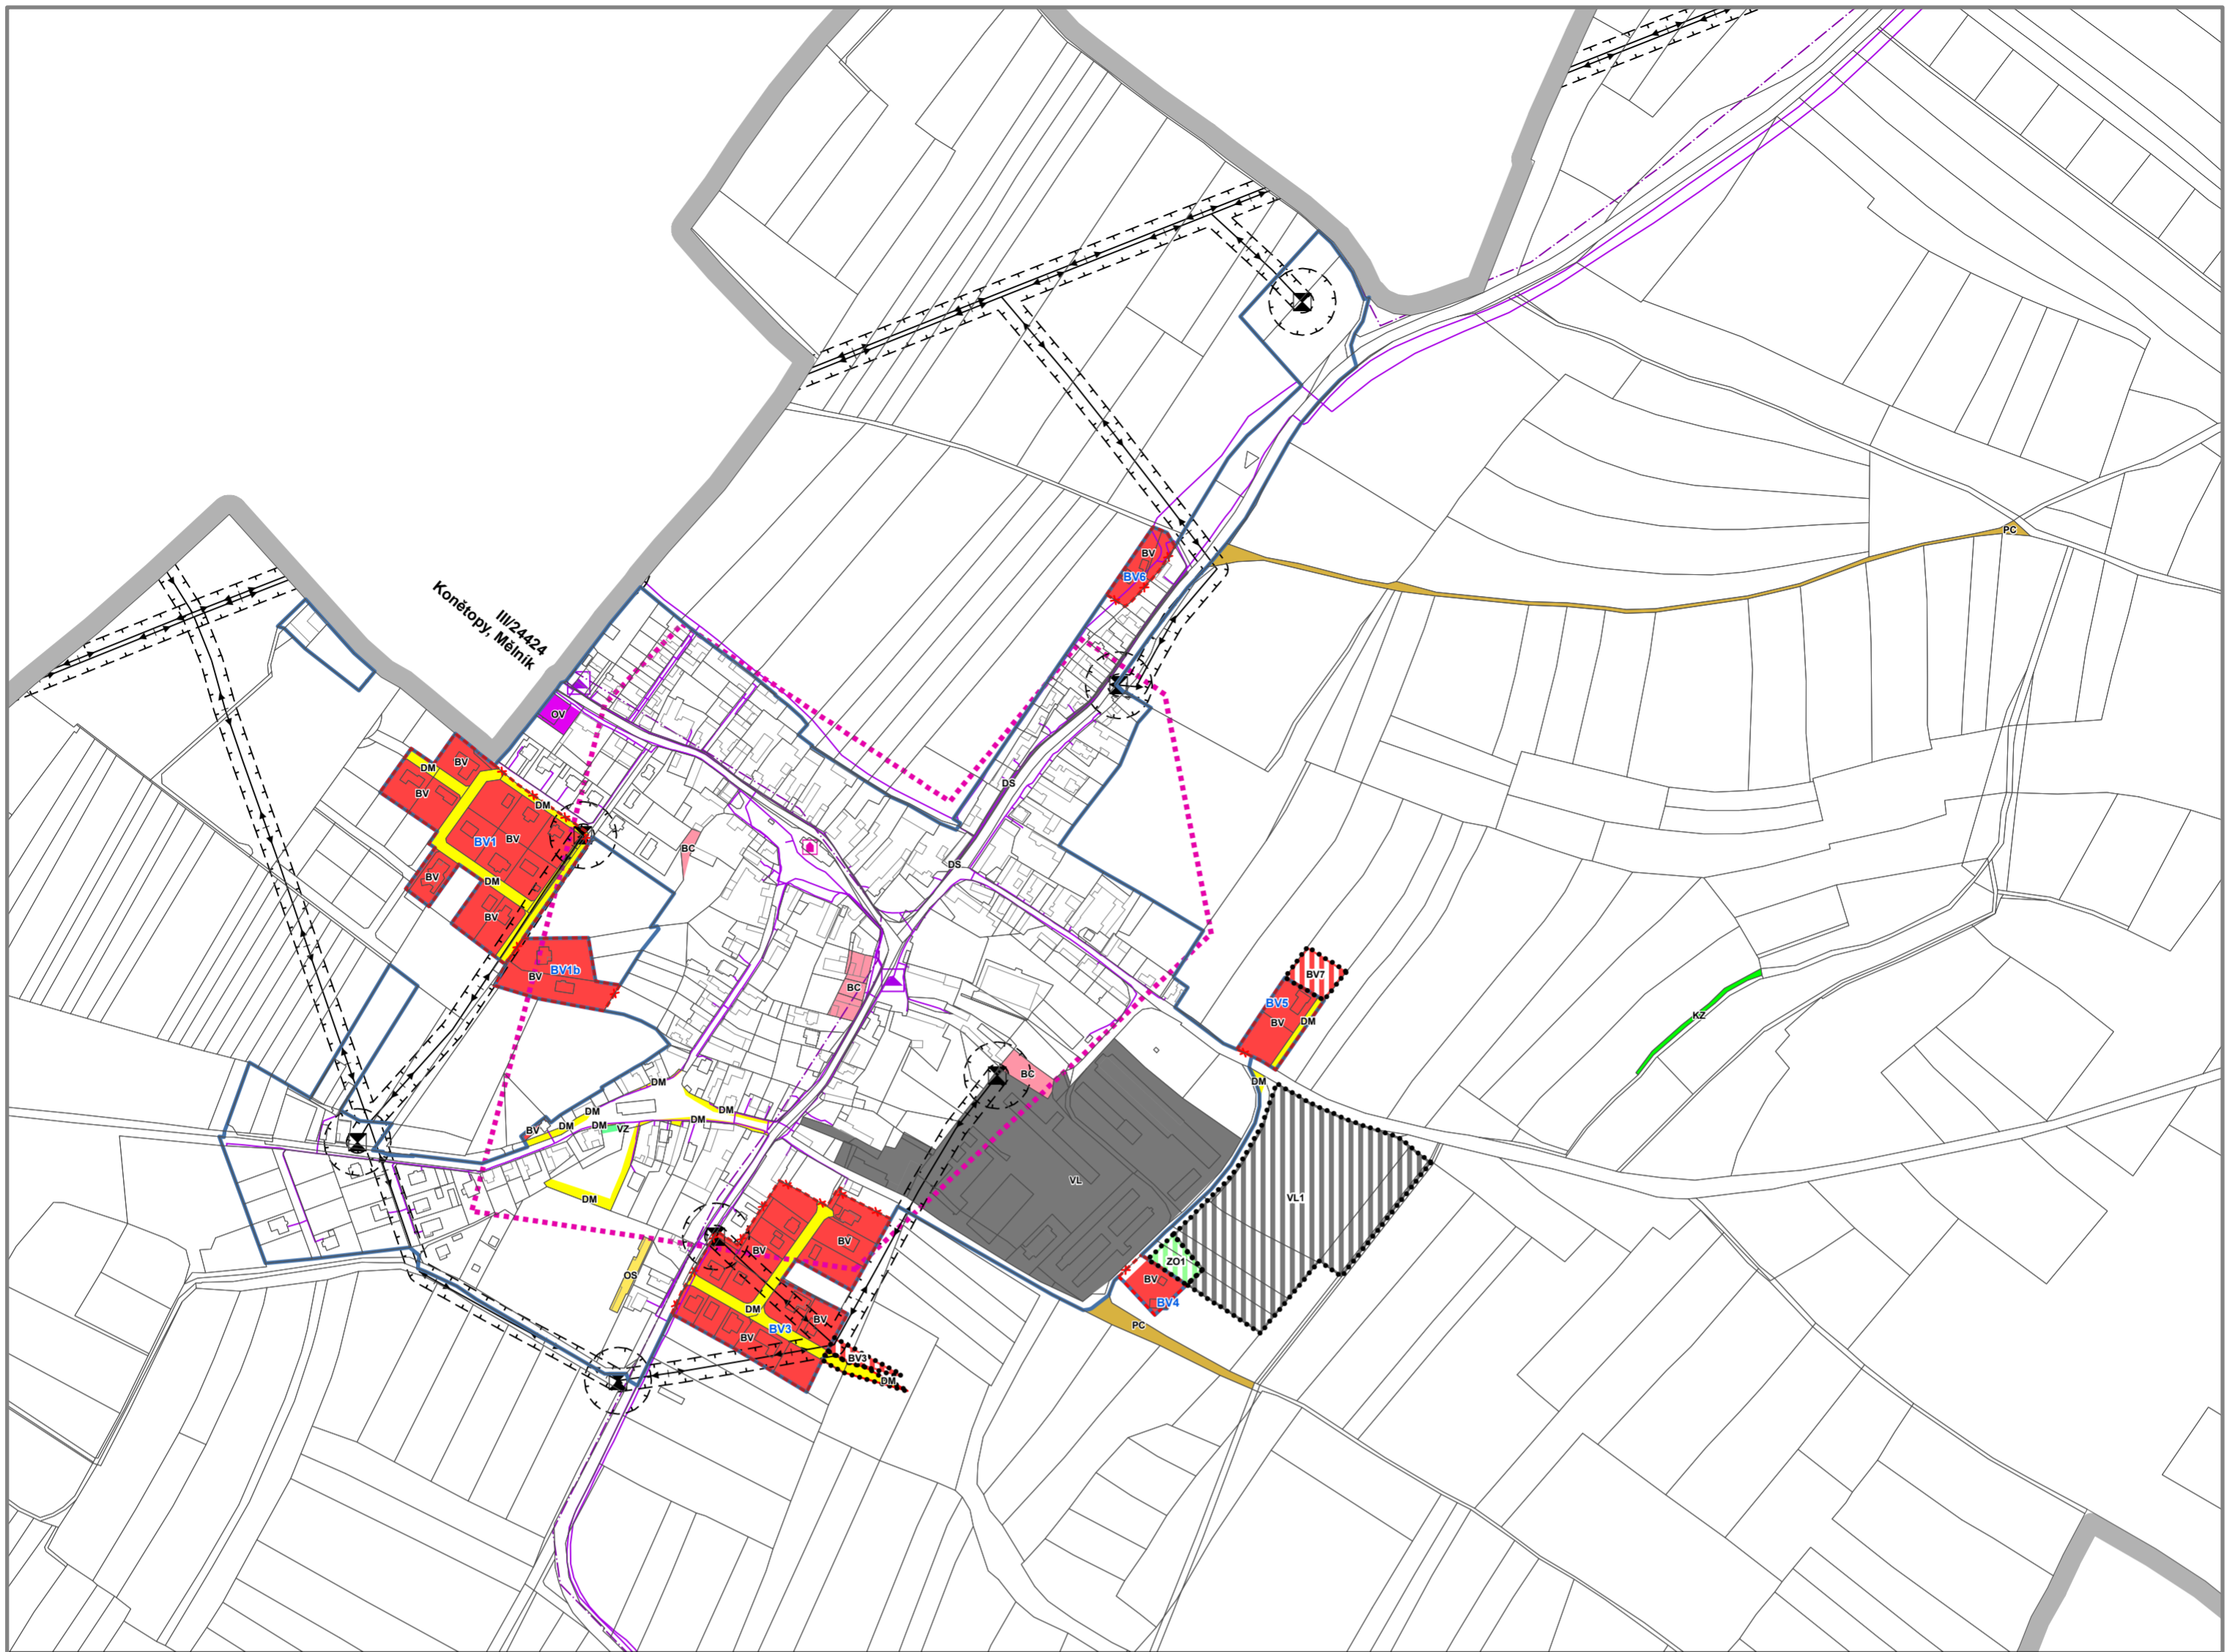 PC
BV
BV6
III/24424
Konětopy, Mělník
OV
BV
DM
DS
BV
DM
BV1
BV
BC
DS
BV
DM
BV
BV1b
BV
BC
BV7
BV5
BV
DM
KZ
BC
DM
DM
DM
DM
DM
DM
DM
BV
VZ
VL
DM
VL1
BV
BV
ZO1
OS
BV
BV4
DM
BV
BV3
BV
PC
BV3
DM